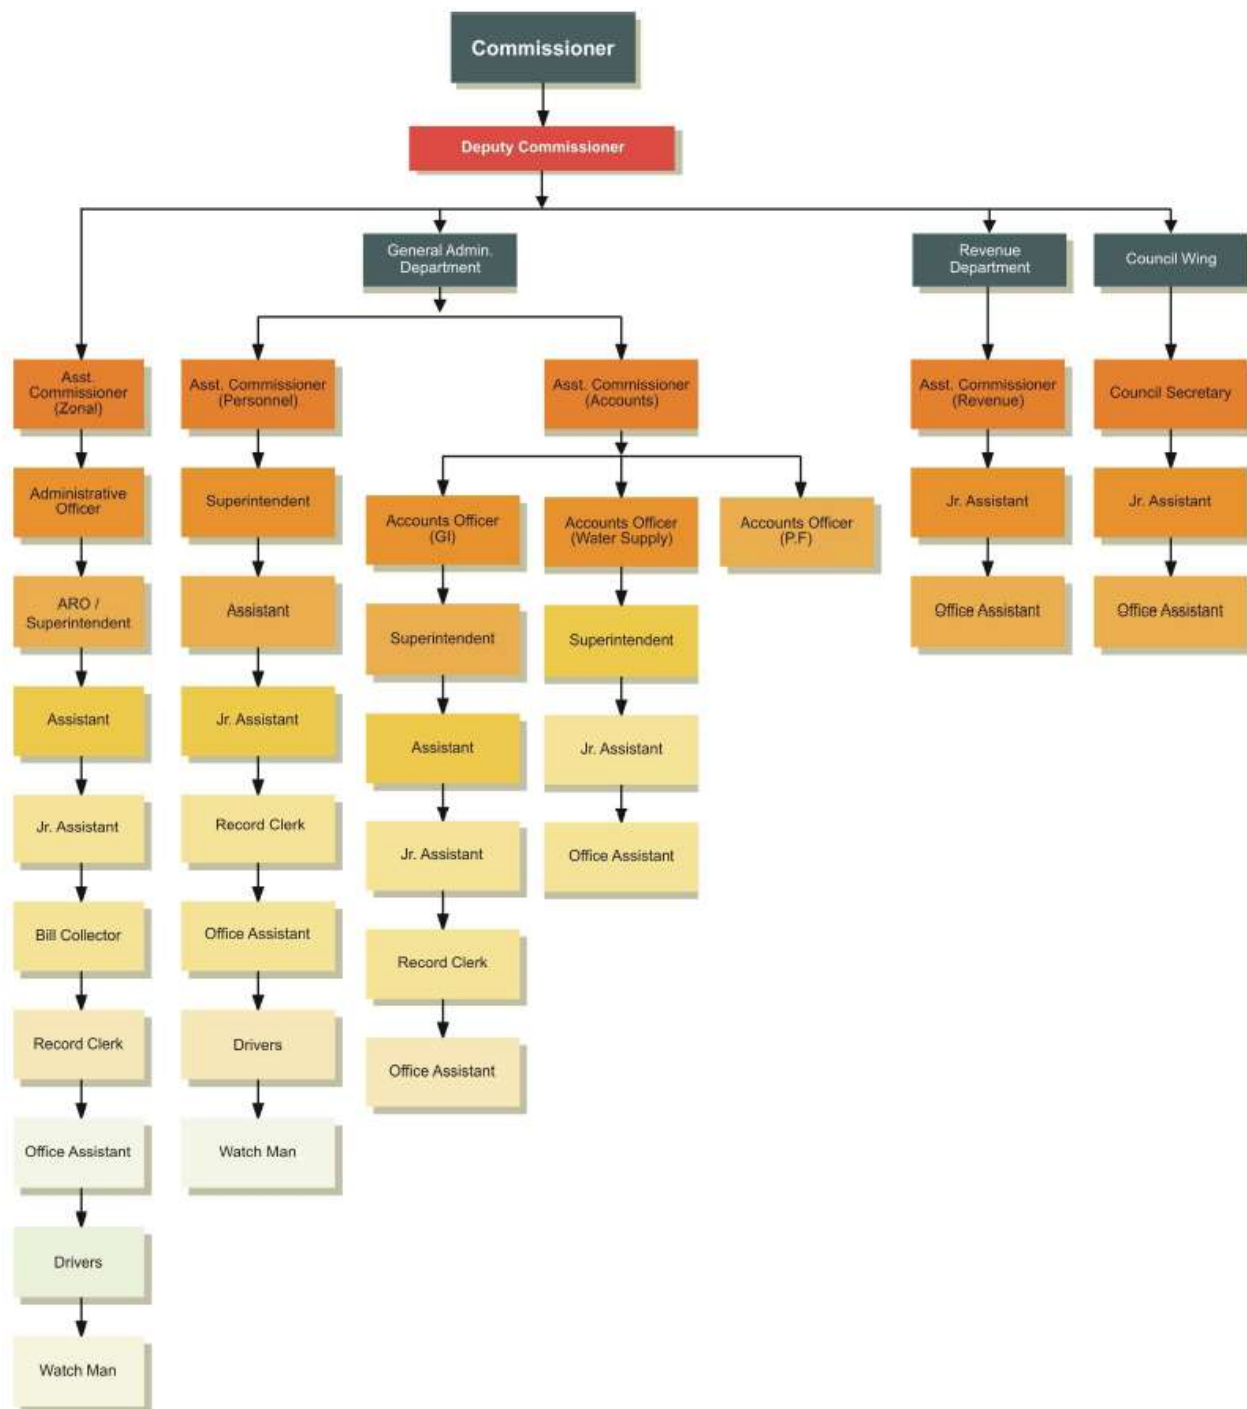 Commissioner
Deputy Commissioner
General Admin.
Department
Revenue
Department
Council Wing
Asst.
Commissioner
(Zonal)
Asst. Commissioner
(Personnel)
Asst. Commissioner
(Accounts)
Asst. Commissioner
(Revenue)
Council Secretary
Administrative
Officer
Superintendent
Accounts Officer
(GI)
Accounts Officer
(Water Supply)
Accounts Officer
(P.F)
Jr. Assistant
Jr. Assistant
ARO /
Superintendent
Assistant
Superintendent
Superintendent
Office Assistant
Office Assistant
Assistant
Jr. Assistant
Assistant
Jr. Assistant
Jr. Assistant
Record Clerk
Jr. Assistant
Office Assistant
Bill Collector
Office Assistant
Record Clerk
Record Clerk
Drivers
Office Assistant
Office Assistant
Watch Man
Drivers
Watch Man